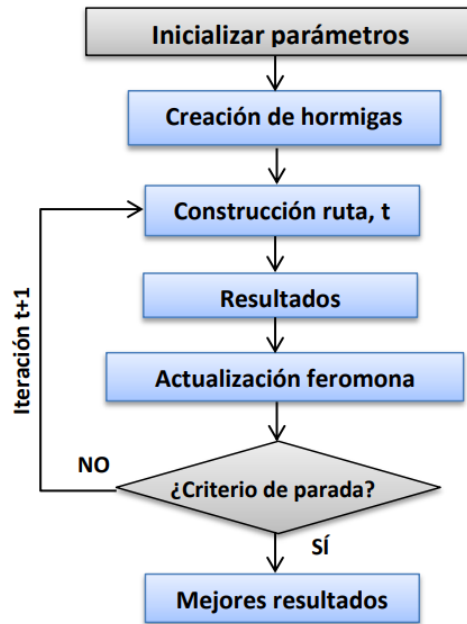 Inicializar parámetros
Creación de hormigas
Construcción ruta, t
Resultados
Actualización feromona
Iteración t+1
NO
¿Criterio de parada?
SÍ
Mejores resultados